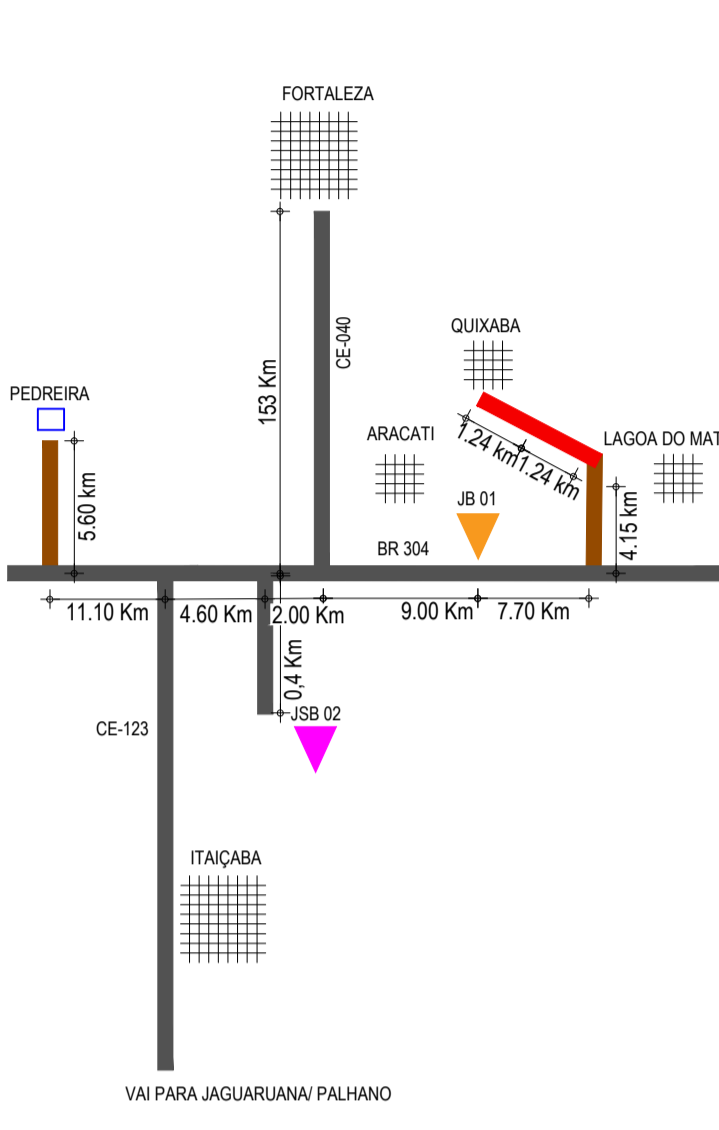 FORTALEZA
153 Km
CE-040
QUIXABA
PEDREIRA
ARACATI
1.24 km
1.24 km
LAGOA DO MAT
5.60 km
JB 01
4.15 km
BR 304
11.10 Km
4.60 Km
2.00 Km
9.00 Km
7.70 Km
0,4 Km
JSB 02
CE-123
ITAIÇABA
VAI PARA JAGUARUANA/ PALHANO